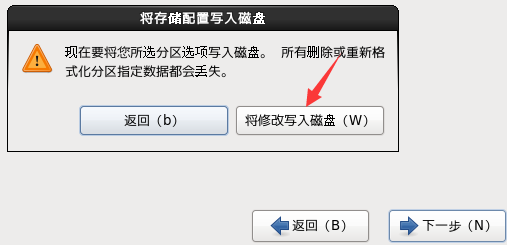 将存储配置写入磁盘
现在要将您所选分区选项写入磁盘。 所有删除或重新格
式化分区指定数据都会丢失。
返回（b） 将修改写入磁盘（W）
返回（B） 下一步（N）